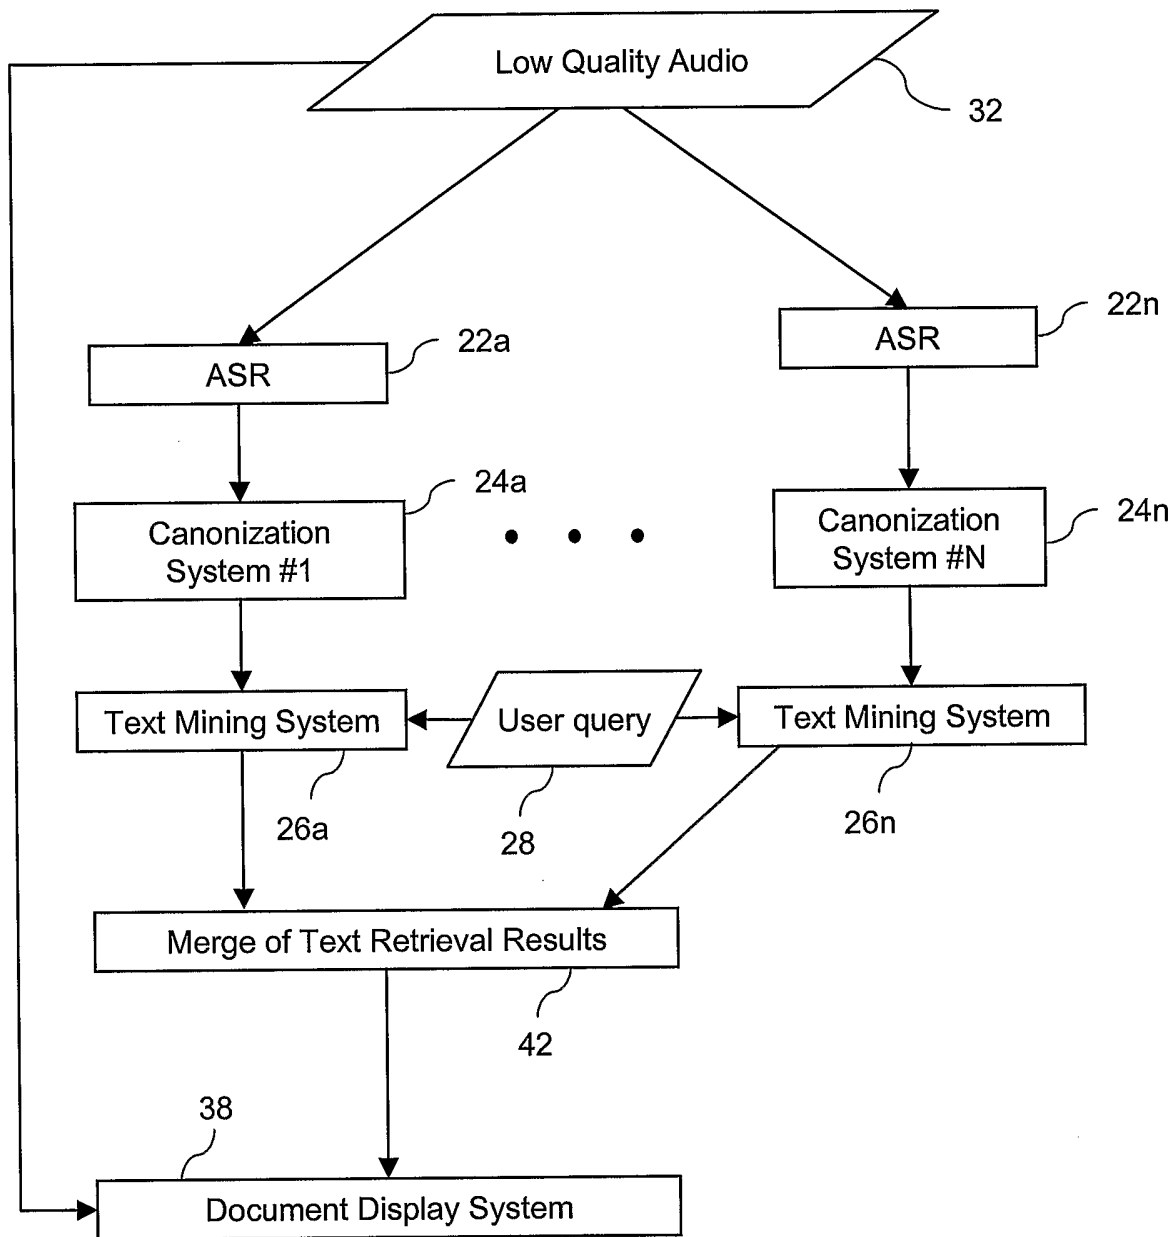 Low Quality Audio
32
22n
ASR
22a
ASR
24a
Canonization
System #1
24n
Canonization
System #N
Text Mining System
User query
Text Mining System
26a
28
26n
Merge of Text Retrieval Results
42
38
Document Display System